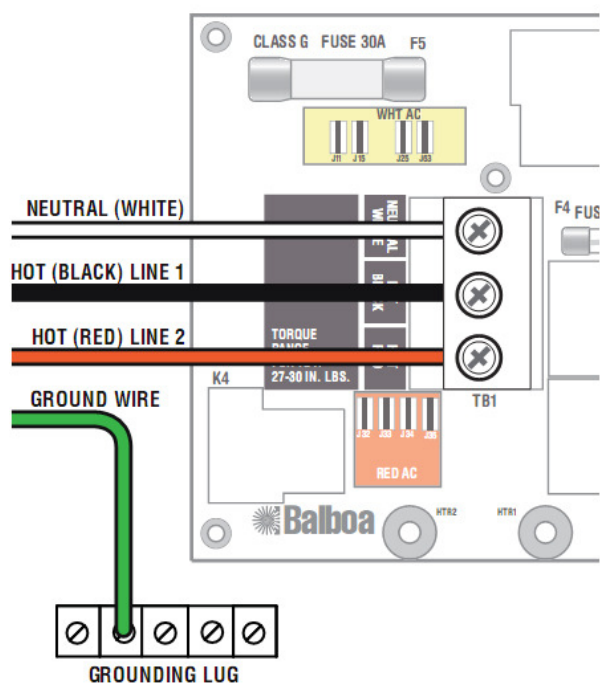 CLASS G FUSE 30A F5
WHT AC
J11 J15 J25 J63
NEUTRAL (WHITE)
F4 FUS
HOT (BLACK) LINE 1
HOT (RED) LINE 2
TORQUE
27-30 IN. LBS.
GROUND WIRE
K4
TB1
J32 J33 J34 J35
RED AC
Balboa
HTR2
HTR1
GROUNDING LUG